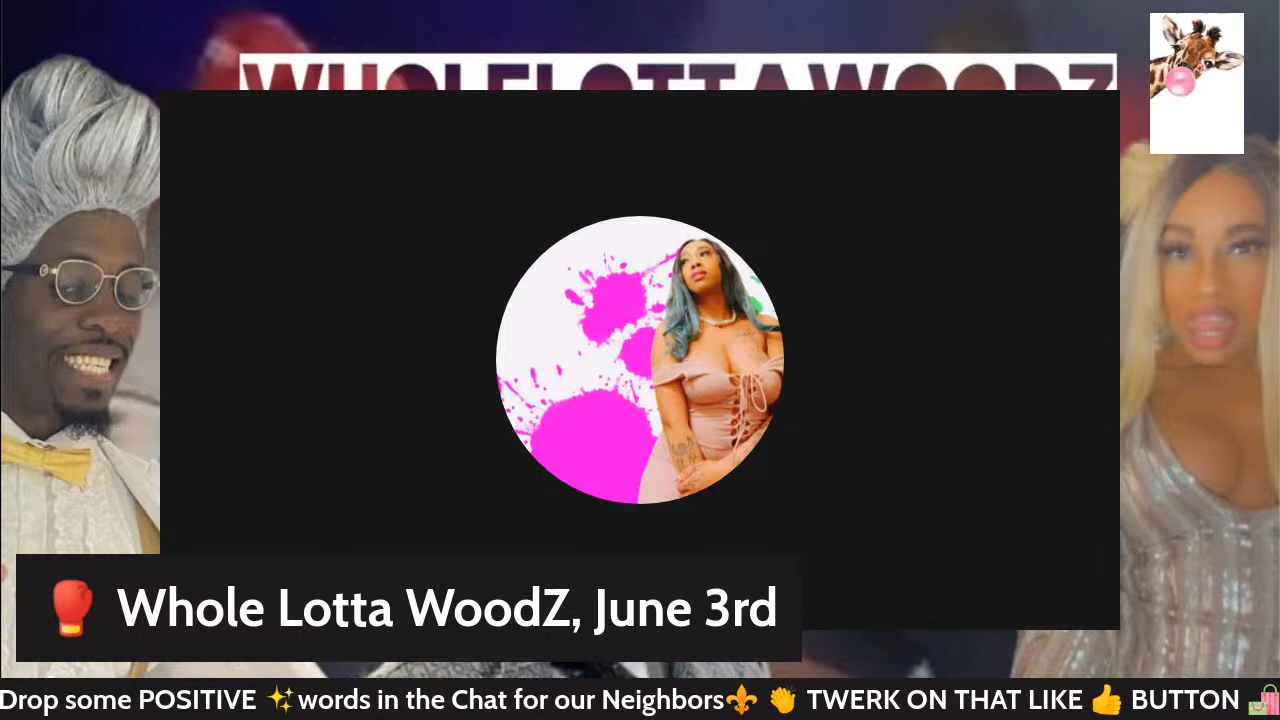 WHOLELOTTAWOODZ
🥊 Whole Lotta WoodZ, June 3rd
Drop some POSITIVE ✨words in the Chat for our Neighbors⚜️ 👏 TWERK ON THAT LIKE 👍 BUTTON 🛍️